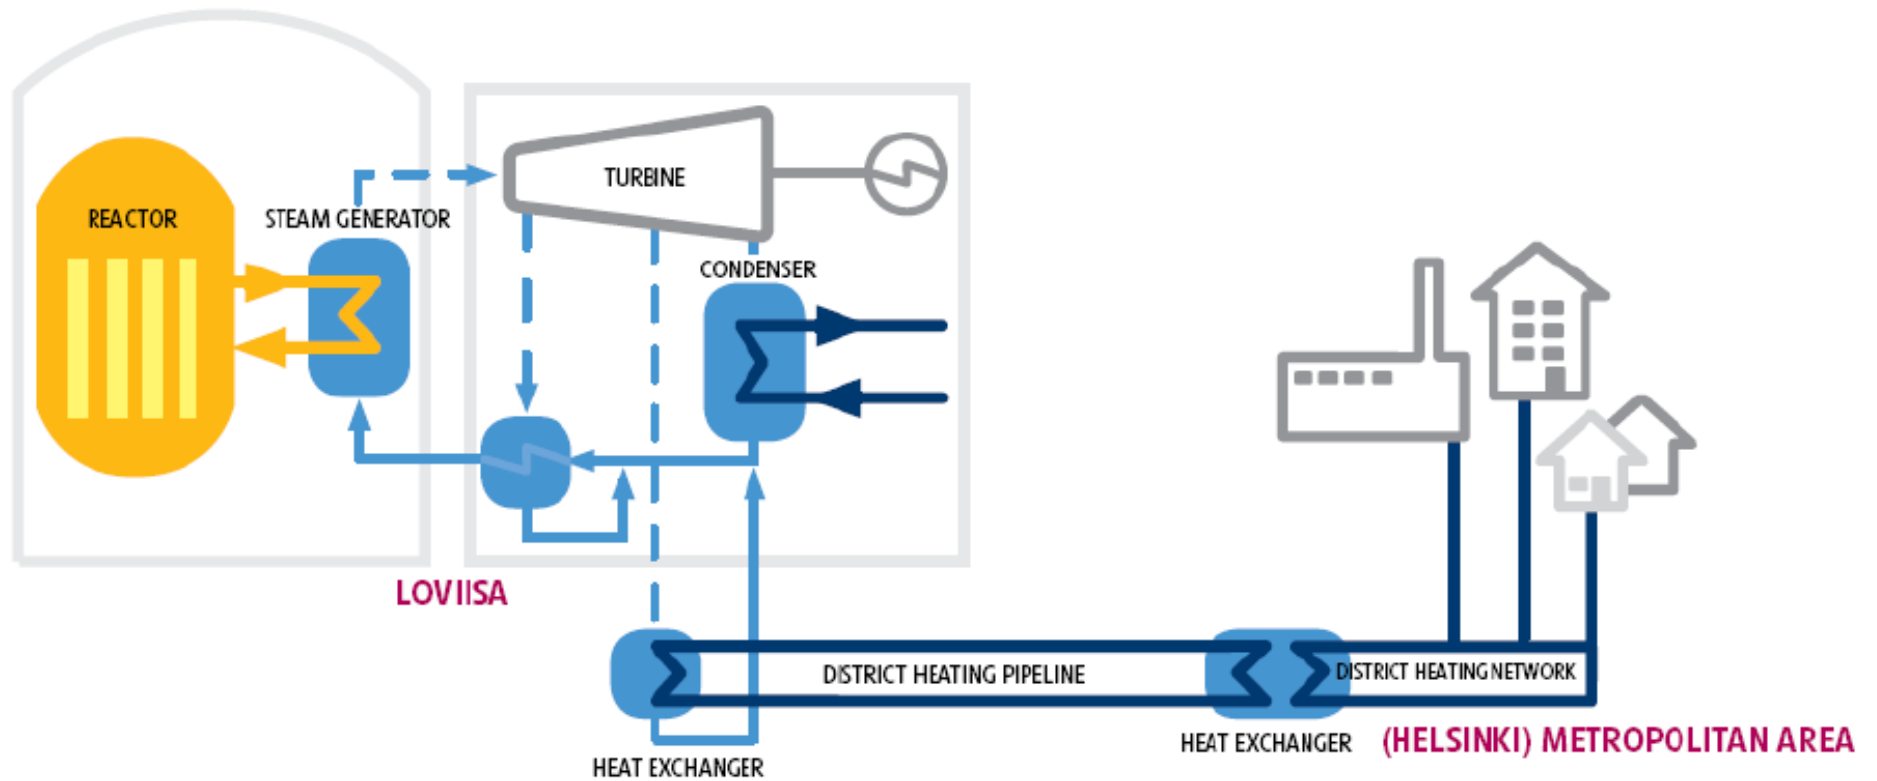 REACTOR
STEAM GENERATOR
TURBINE
CONDENSER
LOVIISA
DISTRICT HEATING PIPELINE
DISTRICT HEATING NETWORK
HEAT EXCHANGER
HEAT EXCHANGER
(HELSINKI) METROPOLITAN AREA